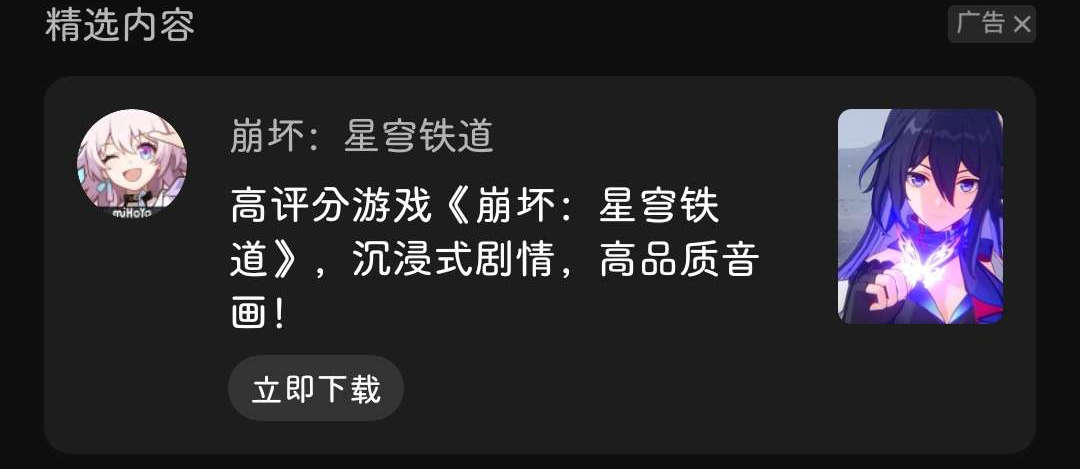 精选内容
广告 ×
崩坏：星穹铁道
高评分游戏《崩坏：星穹铁
道》，沉浸式剧情，高品质音
画！
miHoYo
立即下载